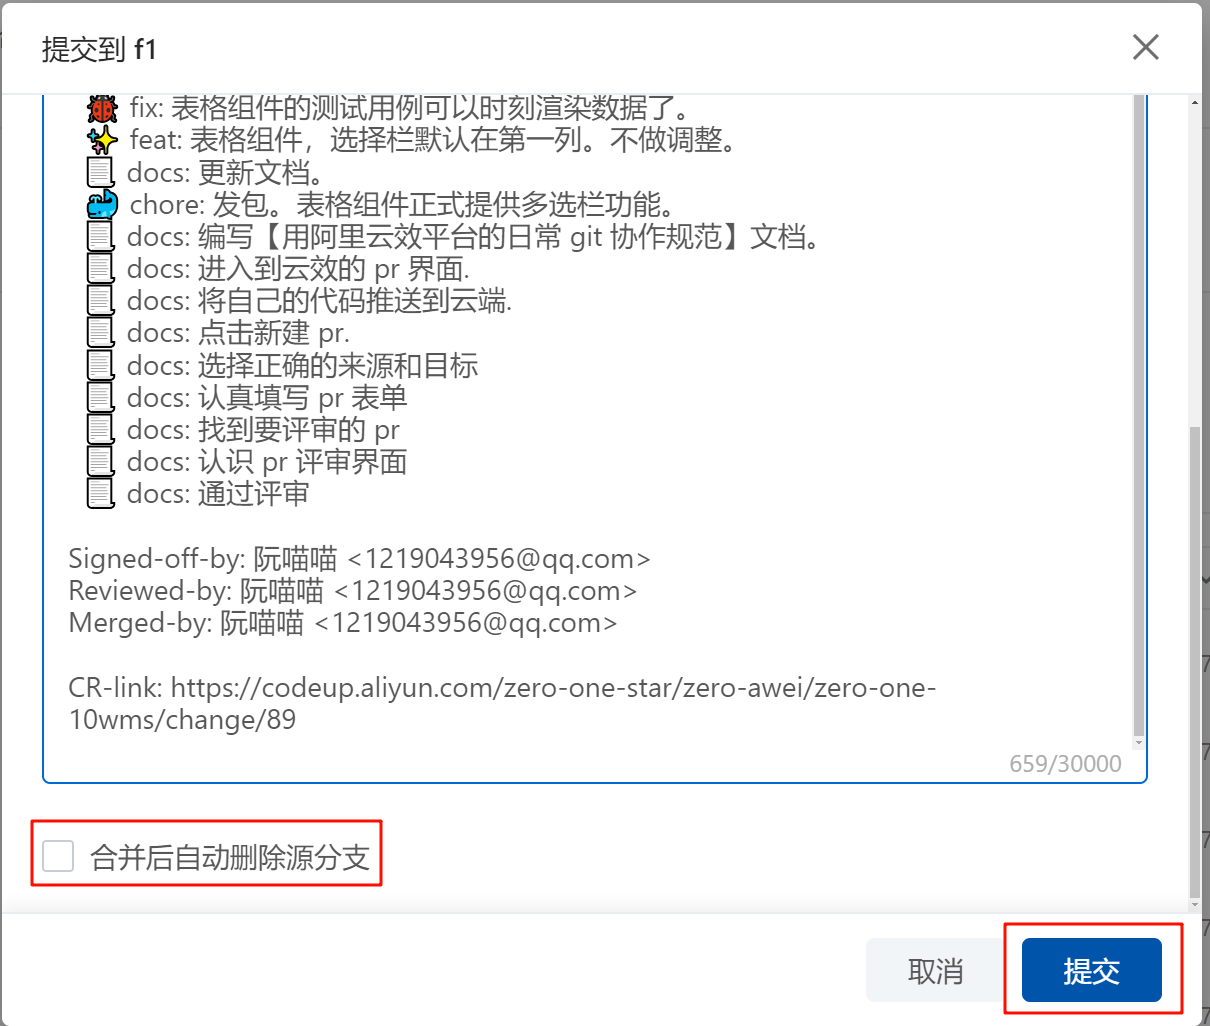 提交到 f1
fix: 表格组件的测试用例可以时刻渲染数据了。
feat: 表格组件，选择栏默认在第一列。不做调整。
docs: 更新文档。
chore: 发包。表格组件正式提供多选栏功能。
docs: 编写【用阿里云效平台的日常 git 协作规范】文档。
docs: 进入到云效的 pr 界面.
docs: 将自己的代码推送到云端.
docs: 点击新建 pr.
docs: 选择正确的来源和目标
docs: 认真填写 pr 表单
docs: 找到要评审的 pr
docs: 认识 pr 评审界面
docs: 通过评审
Signed-off-by: 阮喵喵 <1219043956@qq.com>
Reviewed-by: 阮喵喵 <1219043956@qq.com>
Merged-by: 阮喵喵 <1219043956@qq.com>
CR-link: https://codeup.aliyun.com/zero-one-star/zero-awei/zero-one-
10wms/change/89
659/30000
合并后自动删除源分支
取消
提交